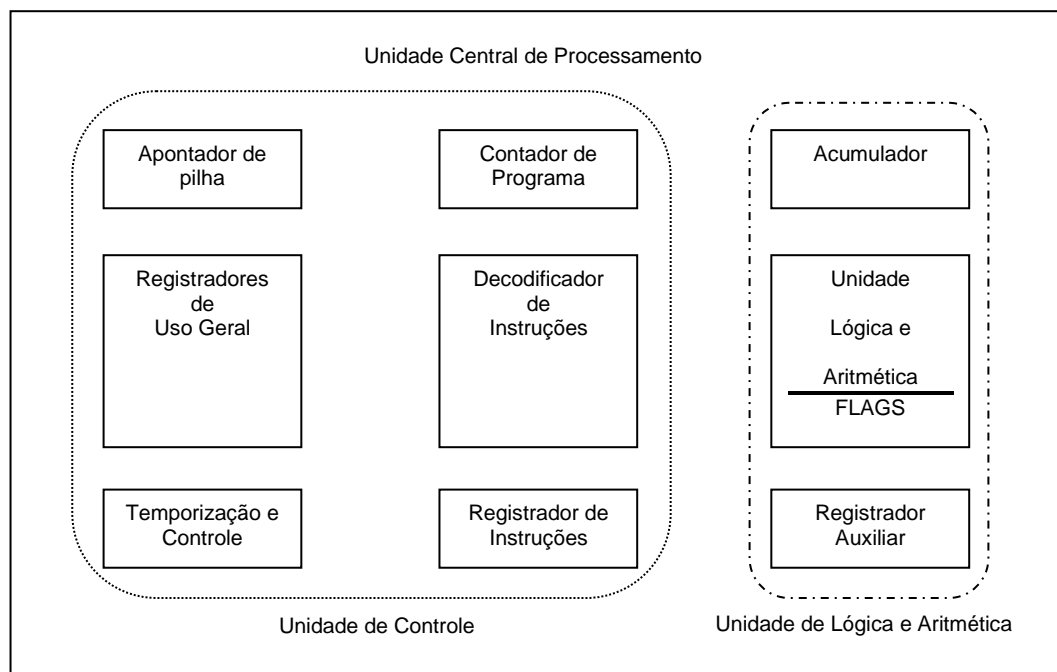 Unidade Central de Processamento
Apontador de
pilha
Contador de
Programa
Acumulador
Registradores
de
Uso Geral
Decodificador
de
Instruções
Unidade
Lógica e
Aritmética
FLAGS
Temporização e
Controle
Registrador de
Instruções
Registrador
Auxiliar
Unidade de Controle
Unidade de Lógica e Aritmética